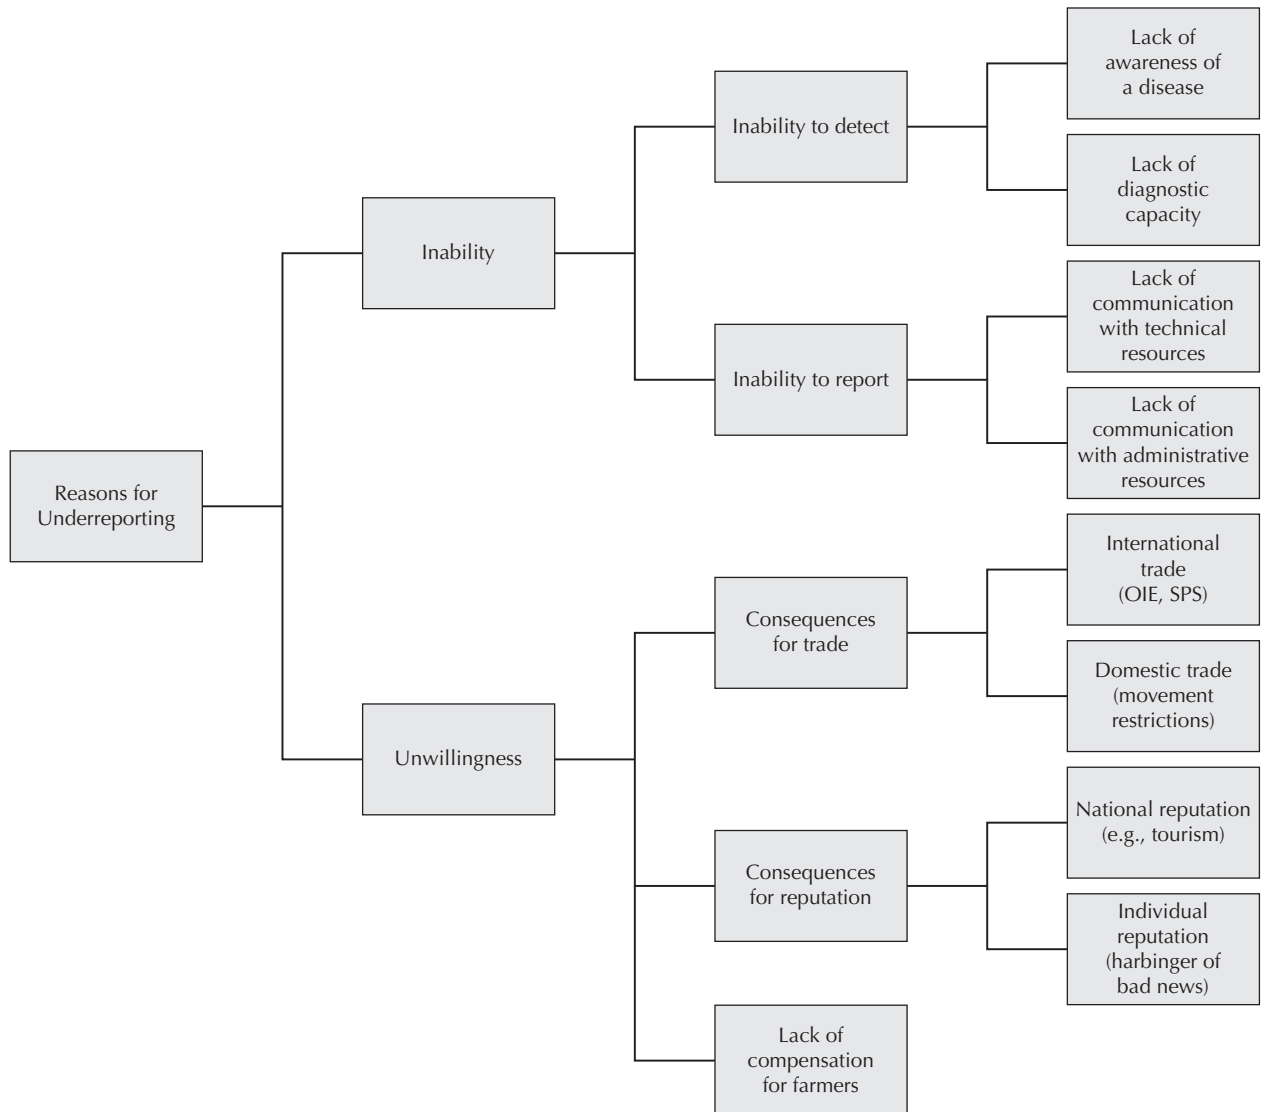 Reasons for
Underreporting
Inability
Unwillingness
Inability to detect
Inability to report
Consequences
for trade
Consequences
for reputation
Lack of
compensation
for farmers
Lack of
awareness of
a disease
Lack of
diagnostic
capacity
Lack of
communication
with technical
resources
Lack of
communication
with administrative
resources
International
trade
(OIE, SPS)
Domestic trade
(movement
restrictions)
National reputation
(e.g., tourism)
Individual
reputation
(harbinger of
bad news)